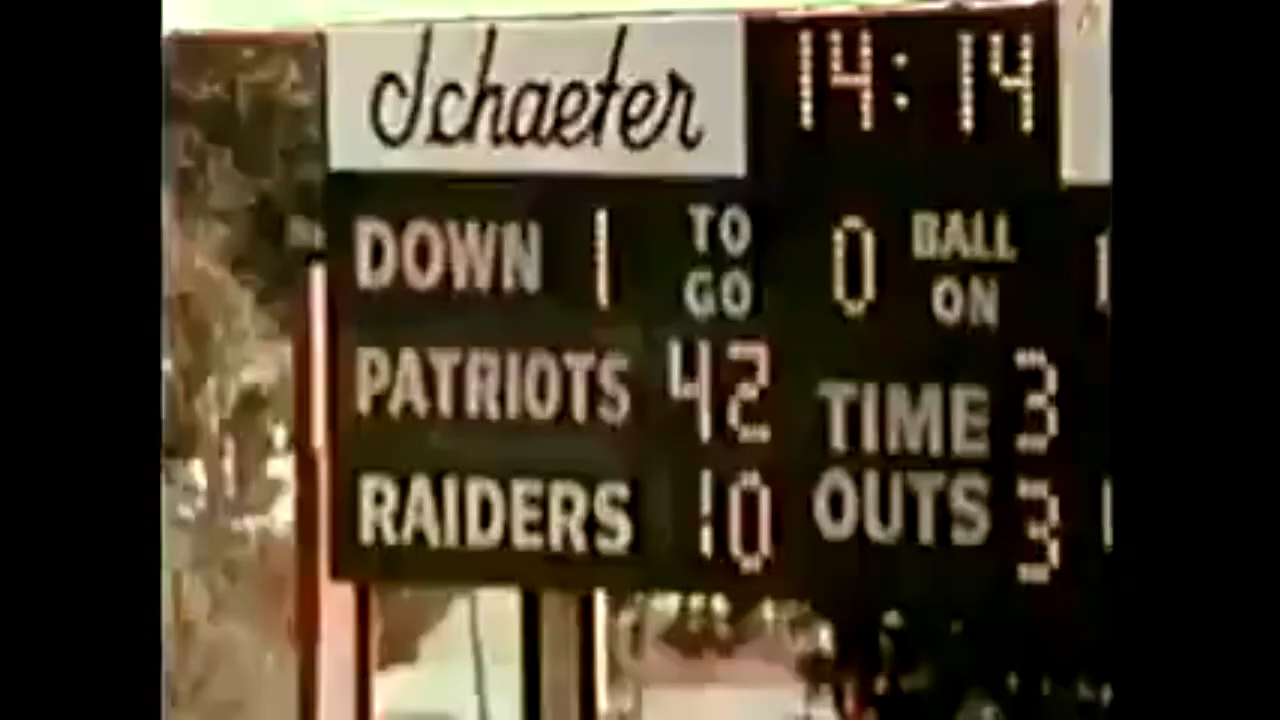 Schaefer 14:14
DOWN 1 TO GO 0 BALL ON
PATRIOTS 42 TIME OUTS 3
RAIDERS 10 3